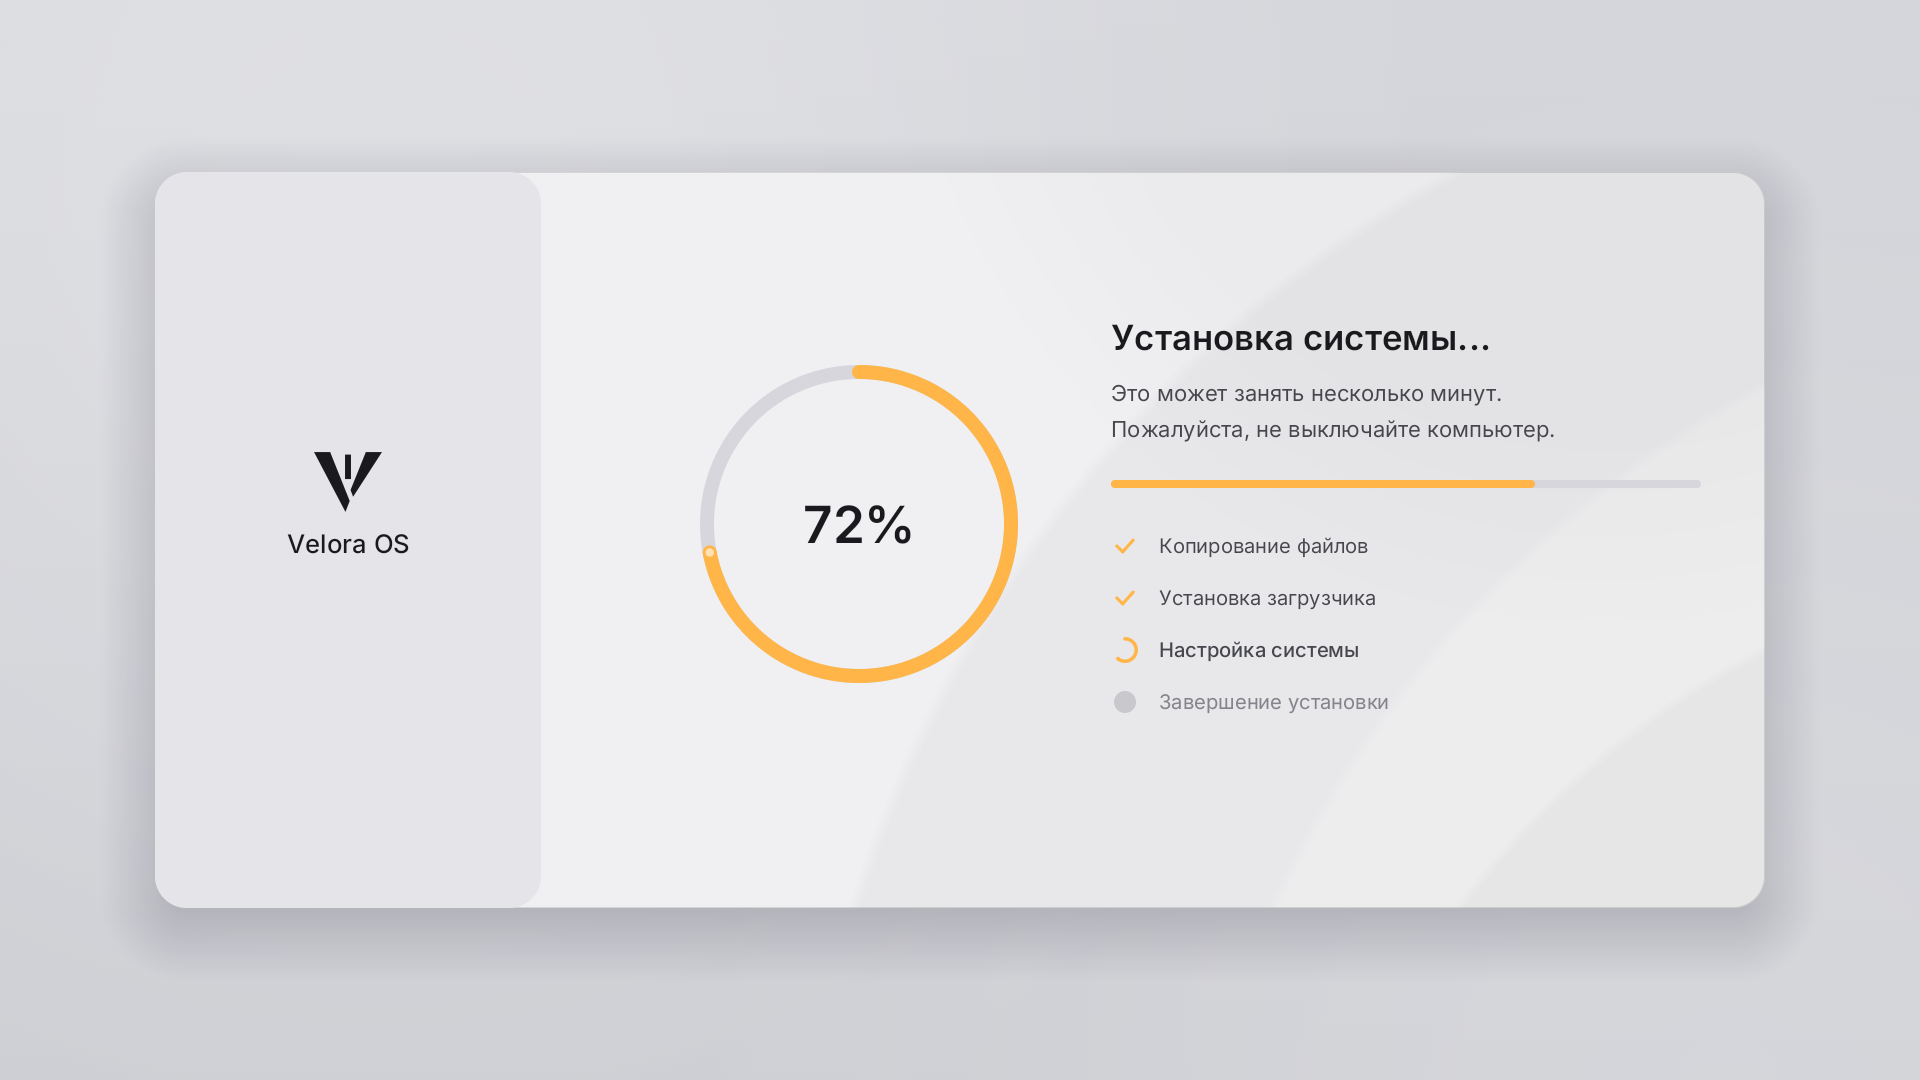 Velora OS
72%
Установка системы...
Это может занять несколько минут.
Пожалуйста, не выключайте компьютер.
Копирование файлов
Установка загрузчика
Настройка системы
Завершение установки